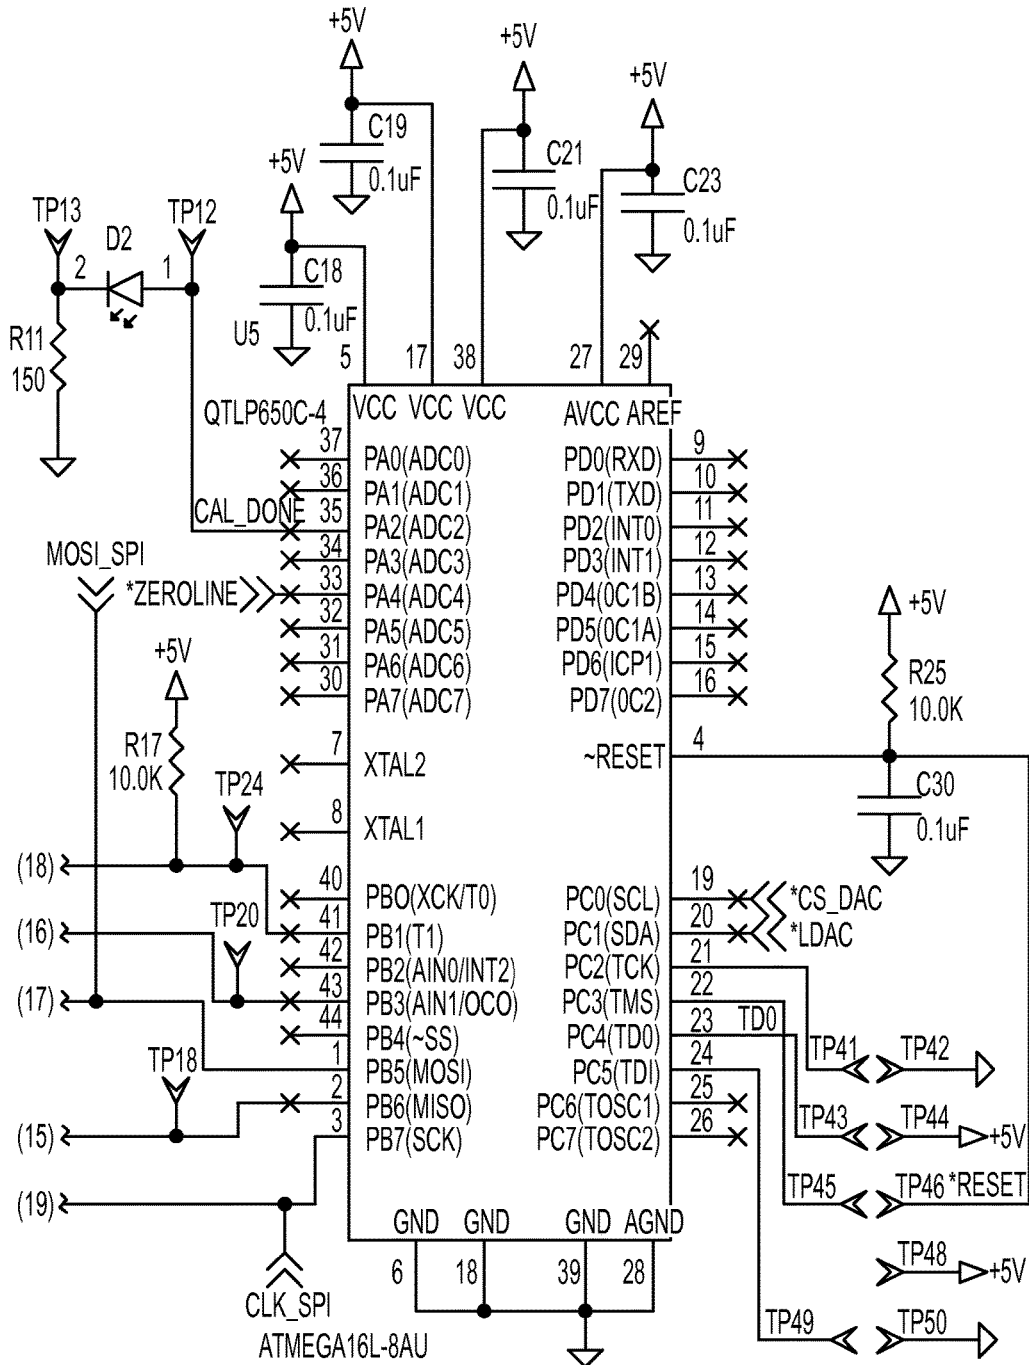 +5V
+5V
+5V
C19
0.1uF
C21
0.1uF
C23
0.1uF
+5V
TP13
D2
TP12
2
1
C18
0.1uF
U5
R11
150
5
17
38
27
29
QTLP650C-4
VCC
VCC
VCC
AVCC
AREF
37
PA0(ADC0)
PD0(RXD)
9
36
PA1(ADC1)
PD1(TXD)
10
CAL_DONE
35
PA2(ADC2)
PD2(INT0)
11
MOSI_SPI
34
PA3(ADC3)
PD3(INT1)
12
*ZEROLINE
33
PA4(ADC4)
PD4(0C1B)
13
32
PA5(ADC5)
PD5(0C1A)
14
31
PA6(ADC6)
PD6(ICP1)
15
30
PA7(ADC7)
PD7(0C2)
16
+5V
R25
10.0K
+5V
R17
10.0K
7
XTAL2
~RESET
4
TP24
8
XTAL1
C30
0.1uF
(18)
40
PBO(XCK/T0)
PC0(SCL)
19
*CS_DAC
(16)
TP20
41
PB1(T1)
PC1(SDA)
20
*LDAC
42
PB2(AIN0/INT2)
PC2(TCK)
21
(17)
43
PB3(AIN1/OCO)
PC3(TMS)
22
44
PB4(~SS)
PC4(TD0)
23
TD0
TP18
1
PB5(MOSI)
PC5(TDI)
24
TP41
TP42
2
PB6(MISO)
PC6(TOSC1)
25
(15)
3
PB7(SCK)
PC7(TOSC2)
26
TP43
TP44
+5V
(19)
TP45
TP46
*RESET
GND
GND
GND
AGND
6
18
39
28
TP48
+5V
CLK_SPI
TP49
TP50
ATMEGA16L-8AU